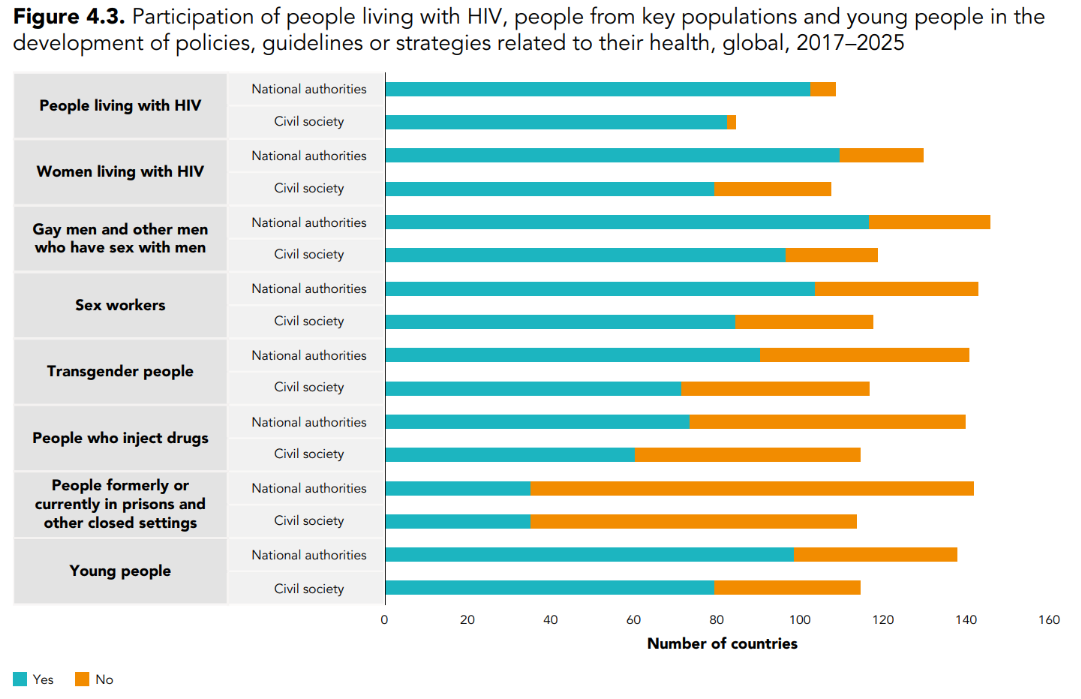 Figure 4.3. Participation of people living with HIV, people from key populations and young people in the
development of policies, guidelines or strategies related to their health, global, 2017–2025
People living with HIV
National authorities
Civil society
Women living with HIV
National authorities
Civil society
Gay men and other men
who have sex with men
National authorities
Civil society
Sex workers
National authorities
Civil society
Transgender people
National authorities
Civil society
People who inject drugs
National authorities
Civil society
People formerly or
currently in prisons and
other closed settings
National authorities
Civil society
Young people
National authorities
Civil society
0 20 40 60 80 100 120 140 160
Number of countries
Yes No